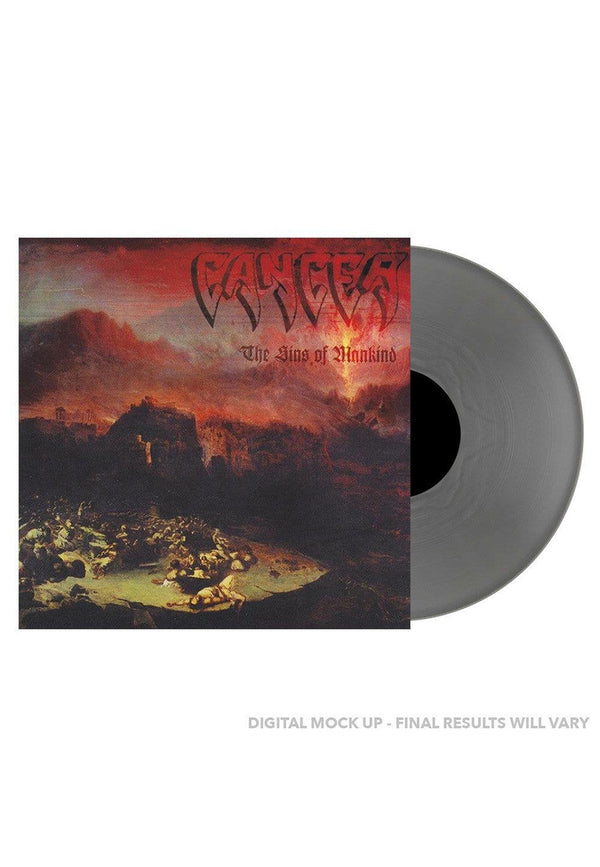 CANCER
The Sins of Mankind
DIGITAL MOCK UP - FINAL RESULTS WILL VARY